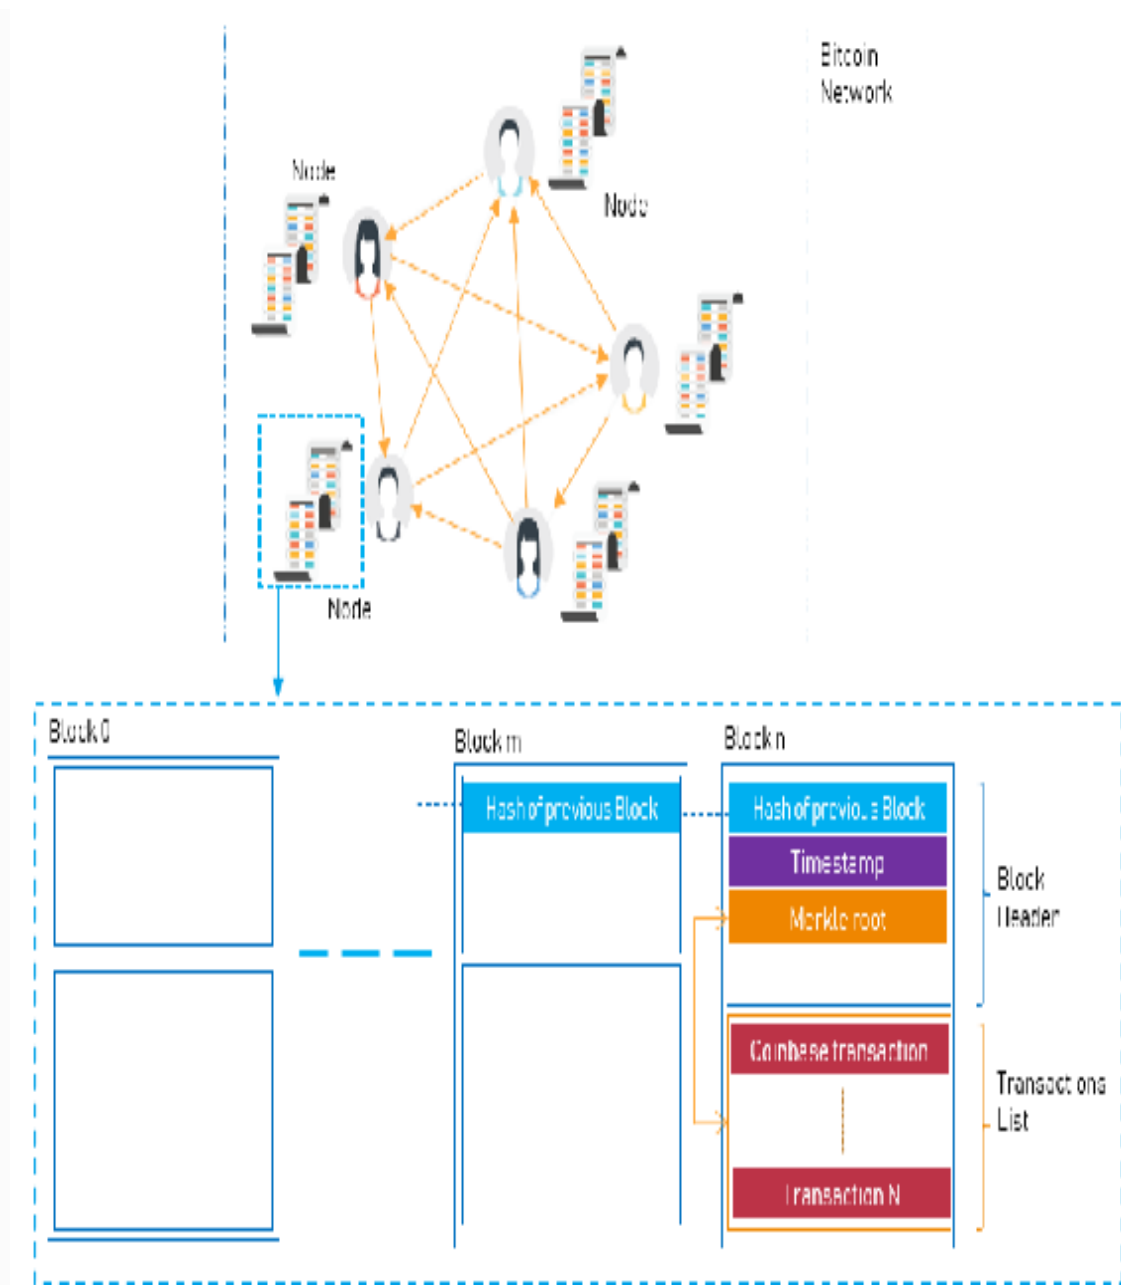 Bitcoin
Network
Node
Node
Node
Block 0
Block m
Block n
Hash of previous Block
Hash of previous Block
Timestamp
Merkle root
Block
Header
Coinbase transaction
Transactions
List
Transaction N